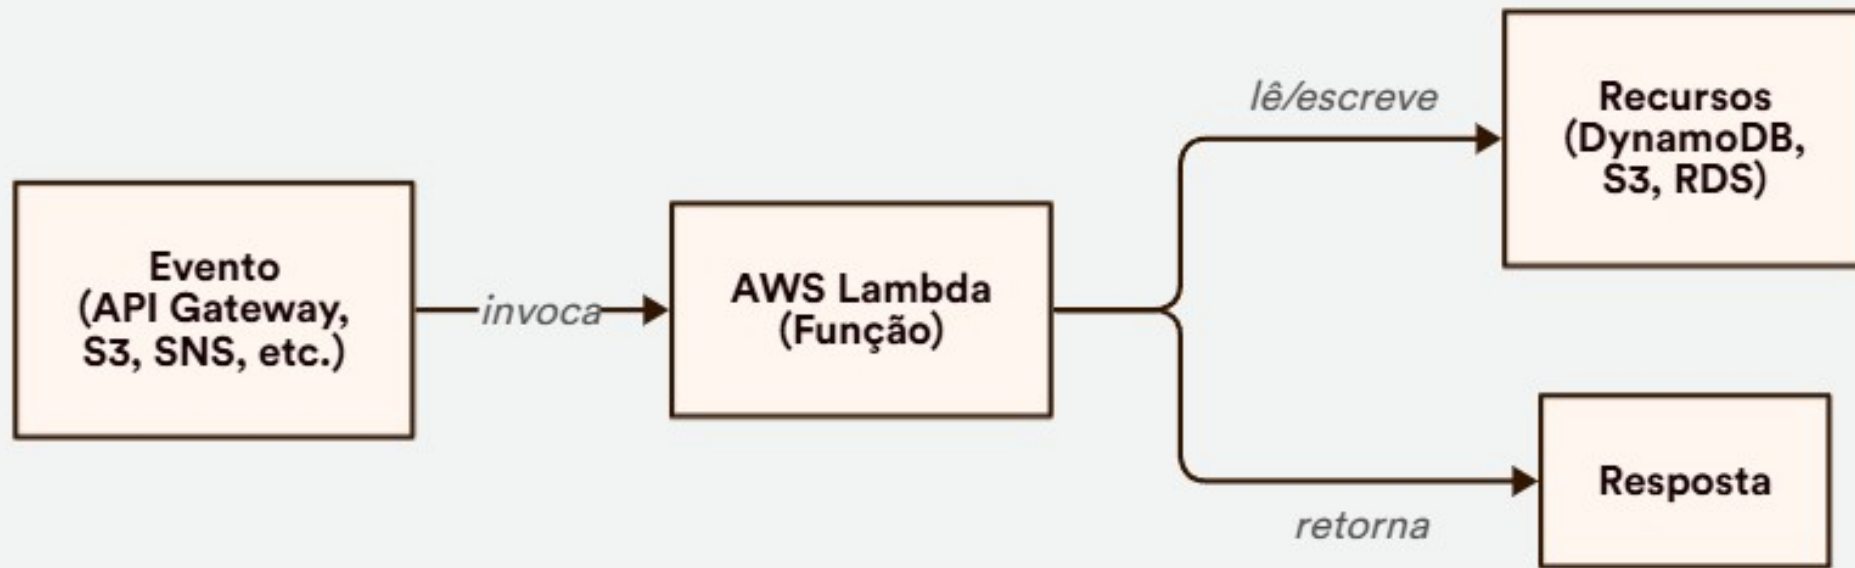 Evento
(API Gateway,
S3, SNS, etc.)
invoca
AWS Lambda
(Função)
lê/escreve
Recursos
(DynamoDB,
S3, RDS)
retorna
Resposta